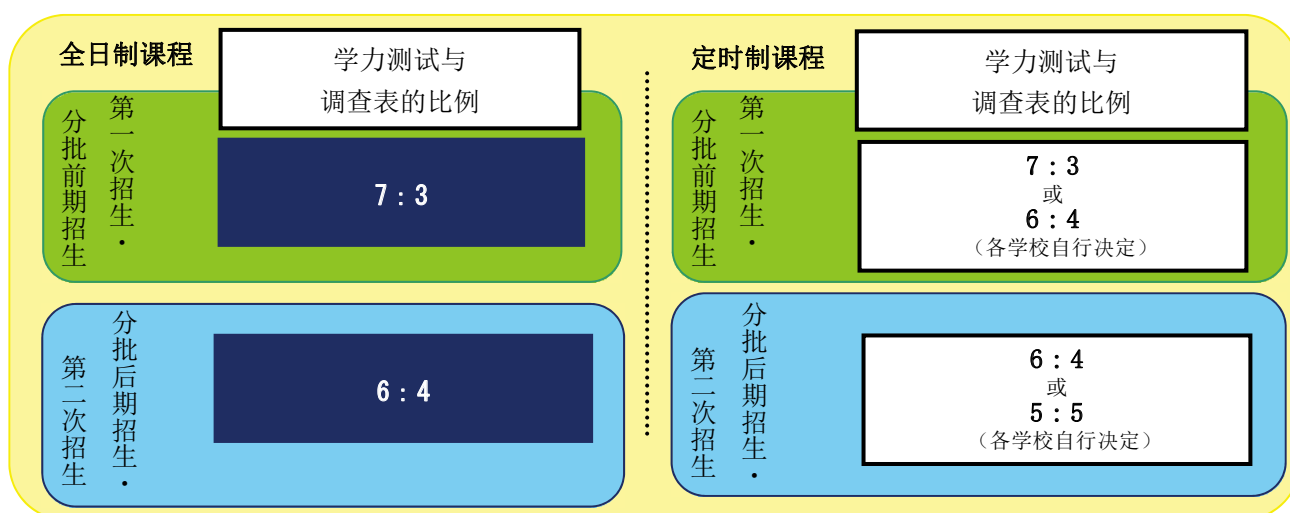 全日制课程
学力测试与
调查表的比例
第一次招生・
分批前期招生
7：3
分批后期招生・
第二次招生
6：4
定时制课程
学力测试与
调查表的比例
第一次招生・
分批前期招生
7：3
或
6：4
（各学校自行决定）
分批后期招生・
第二次招生
6：4
或
5：5
（各学校自行决定）